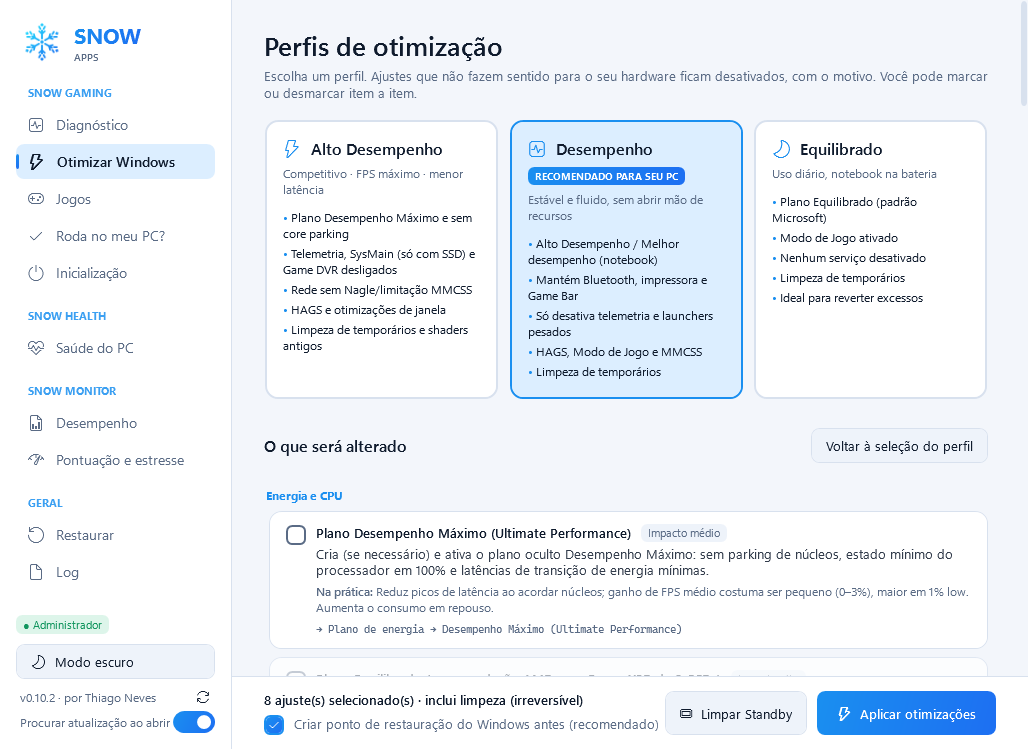 SNOW
APPS
SNOW GAMING
Diagnóstico
Otimizar Windows
Jogos
Roda no meu PC?
Inicialização
SNOW HEALTH
Saúde do PC
SNOW MONITOR
Desempenho
Pontuação e estresse
GERAL
Restaurar
Log
Administrador
Modo escuro
v0.10.2 · por Thiago Neves
Procurar atualização ao abrir
Perfis de otimização
Escolha um perfil. Ajustes que não fazem sentido para o seu hardware ficam desativados, com o motivo. Você pode marcar
ou desmarcar item a item.
Alto Desempenho
Competitivo · FPS máximo · menor
latência
• Plano Desempenho Máximo e sem
core parking
• Telemetria, SysMain (só com SSD) e
Game DVR desligados
• Rede sem Nagle/limitação MMCSS
• HAGS e otimizações de janela
• Limpeza de temporários e shaders
antigos
Desempenho
RECOMENDADO PARA SEU PC
Estável e fluido, sem abrir mão de
recursos
• Alto Desempenho / Melhor
desempenho (notebook)
• Mantém Bluetooth, impressora e
Game Bar
• Só desativa telemetria e launchers
pesados
• HAGS, Modo de Jogo e MMCSS
• Limpeza de temporários
Equilibrado
Uso diário, notebook na bateria
• Plano Equilibrado (padrão
Microsoft)
• Modo de Jogo ativado
• Nenhum serviço desativado
• Limpeza de temporários
• Ideal para reverter excessos
O que será alterado
Voltar à seleção do perfil
Energia e CPU
Plano Desempenho Máximo (Ultimate Performance) Impacto médio
Cria (se necessário) e ativa o plano oculto Desempenho Máximo: sem parking de núcleos, estado mínimo do
processador em 100% e latências de transição de energia mínimas.
Na prática: Reduz picos de latência ao acordar núcleos; ganho de FPS médio costuma ser pequeno (0–3%), maior em 1% low.
Aumenta o consumo em repouso.
→ Plano de energia → Desempenho Máximo (Ultimate Performance)
8 ajuste(s) selecionado(s) · inclui limpeza (irreversível)
Criar ponto de restauração do Windows antes (recomendado)
Limpar Standby
Aplicar otimizações